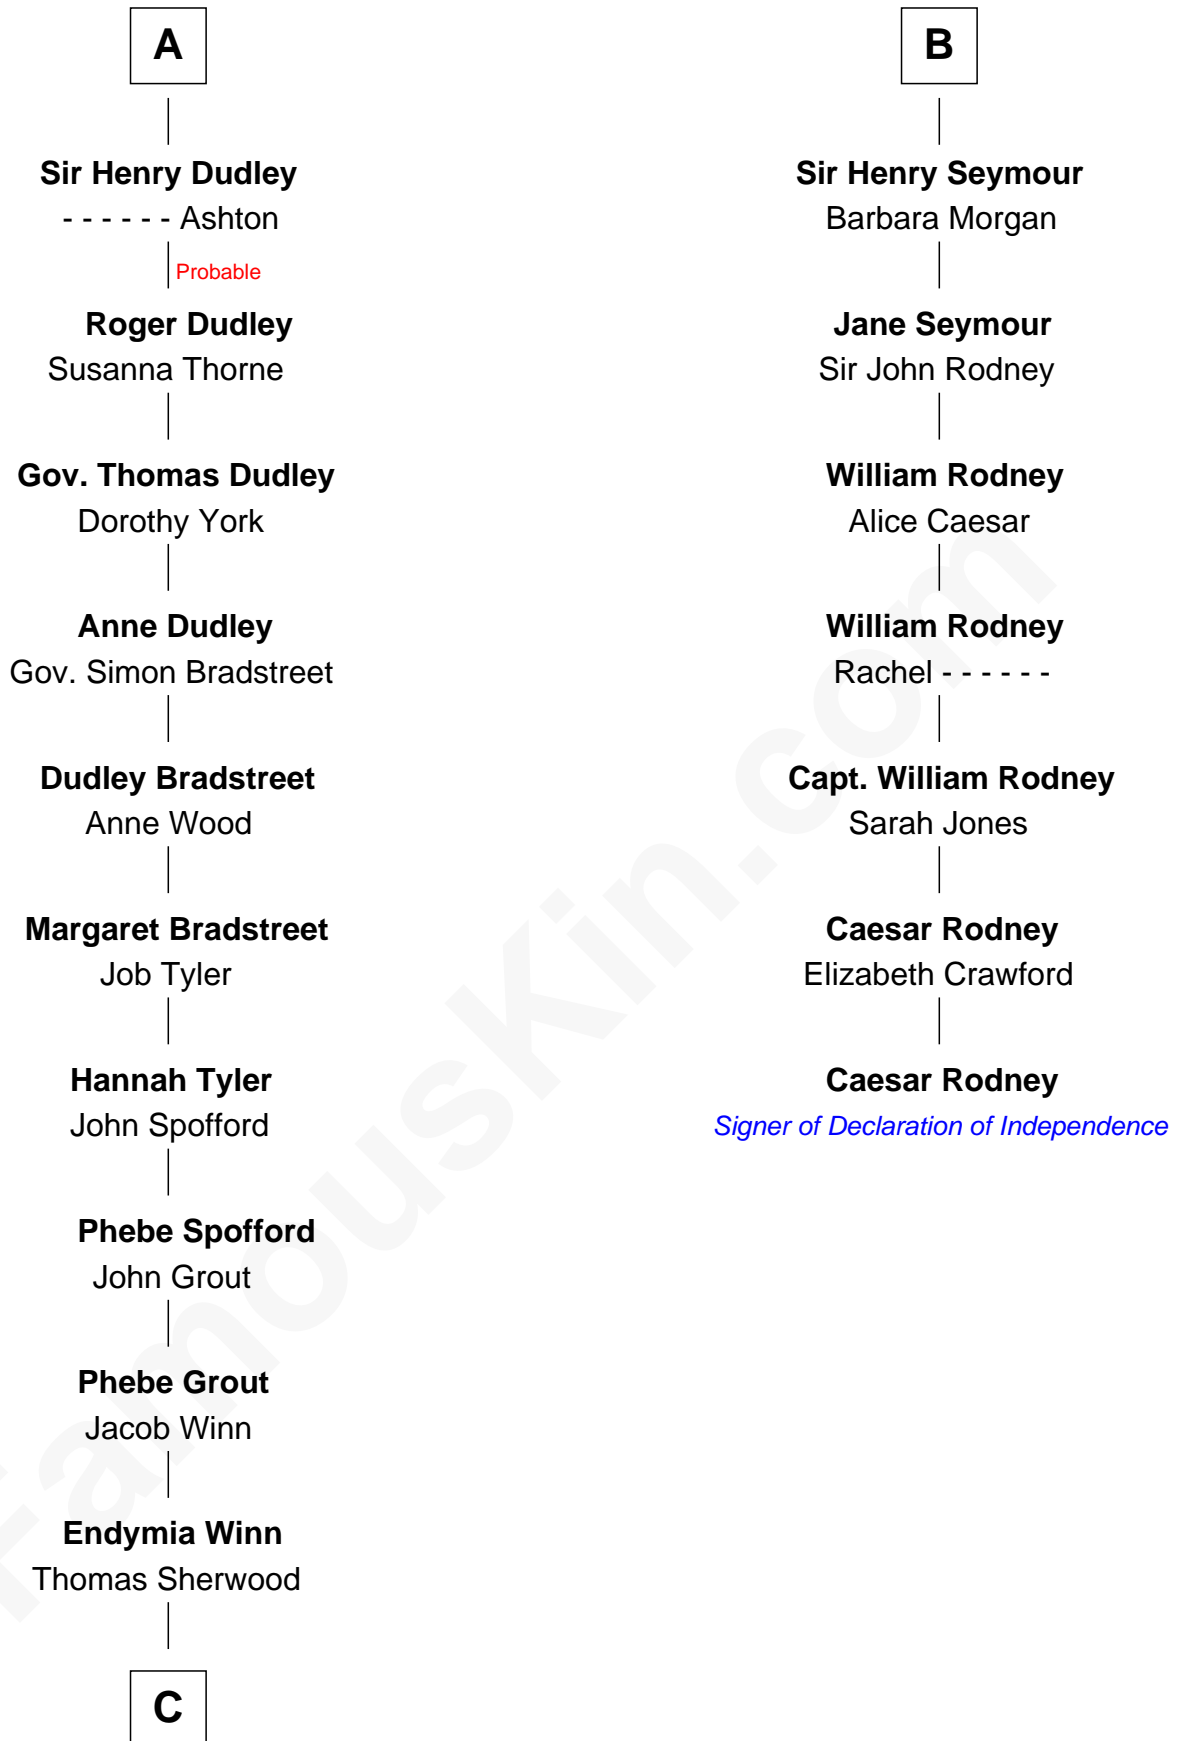 A
Sir Henry Dudley
- - - - - - Ashton
Probable
Roger Dudley
Susanna Thorne
Gov. Thomas Dudley
Dorothy York
Anne Dudley
Gov. Simon Bradstreet
Dudley Bradstreet
Anne Wood
Margaret Bradstreet
Job Tyler
Hannah Tyler
John Spofford
Phebe Spofford
John Grout
Phebe Grout
Jacob Winn
Endymia Winn
Thomas Sherwood
C
B
Sir Henry Seymour
Barbara Morgan
Jane Seymour
Sir John Rodney
William Rodney
Alice Caesar
William Rodney
Rachel - - - - - -
Capt. William Rodney
Sarah Jones
Caesar Rodney
Elizabeth Crawford
Caesar Rodney
Signer of Declaration of Independence
FamousKin.com